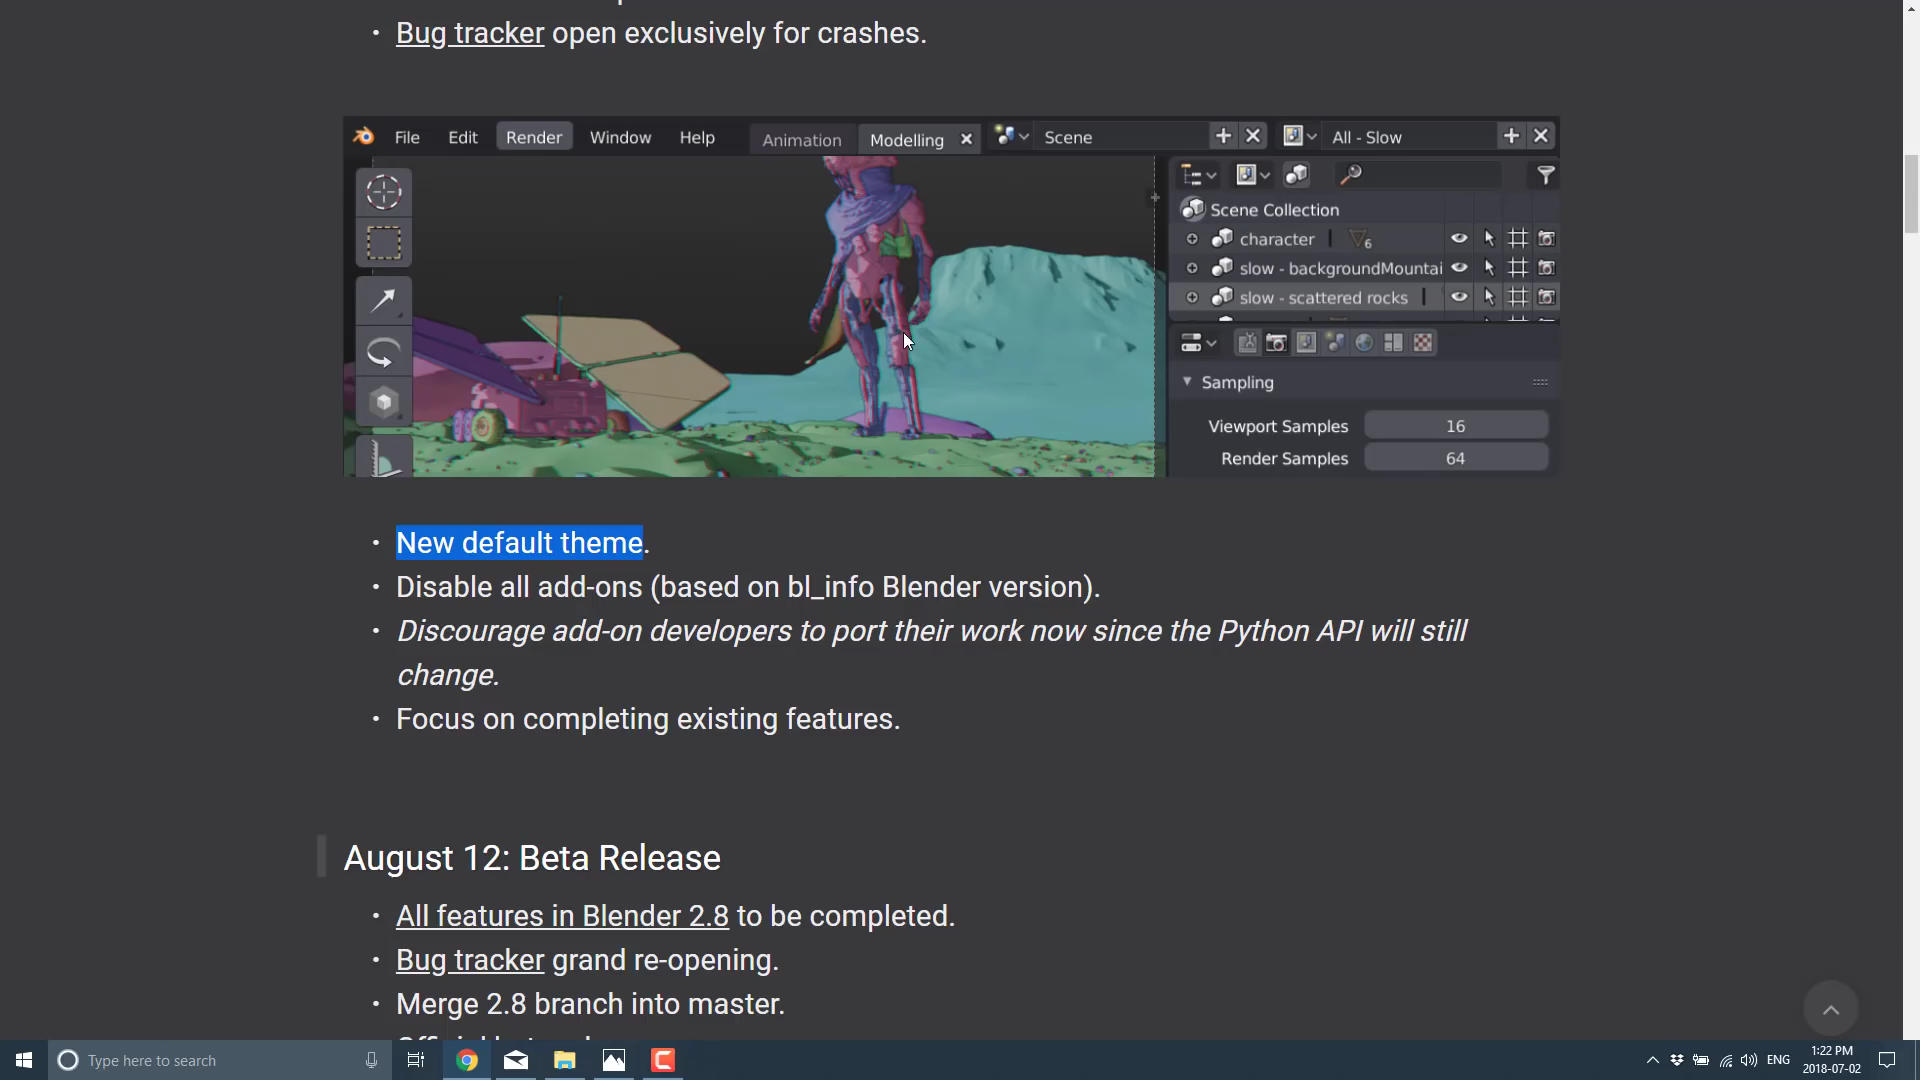 Bug tracker open exclusively for crashes.
File Edit Render Window Help Animation Modelling Scene All - Slow
Scene Collection
character 6
slow - backgroundMountai
slow - scattered rocks
Sampling
Viewport Samples 16
Render Samples 64
New default theme.
Disable all add-ons (based on bl_info Blender version).
Discourage add-on developers to port their work now since the Python API will still
change.
Focus on completing existing features.
August 12: Beta Release
All features in Blender 2.8 to be completed.
Bug tracker grand re-opening.
Merge 2.8 branch into master.
Type here to search
ENG
1:22 PM
2018-07-02